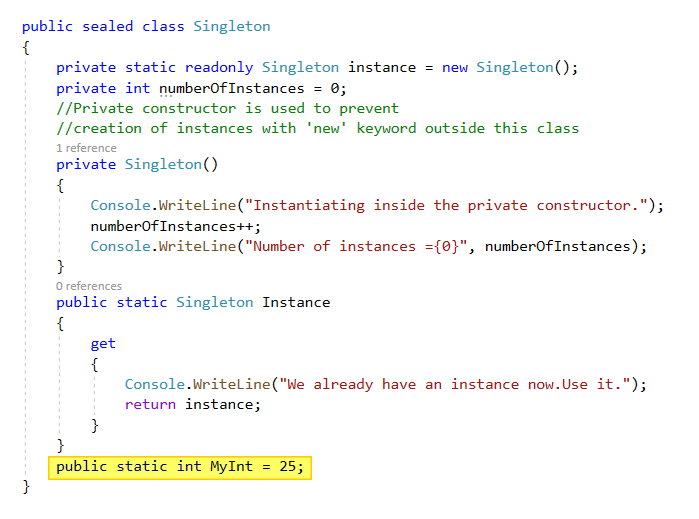 public sealed class Singleton
{
private static readonly Singleton instance = new Singleton();
private int numberOfInstances = 0;
//Private constructor is used to prevent
//creation of instances with 'new' keyword outside this class
1 reference
private Singleton()
{
Console.WriteLine("Instantiating inside the private constructor.");
numberOfInstances++;
Console.WriteLine("Number of instances ={0}", numberOfInstances);
}
0 references
public static Singleton Instance
{
get
{
Console.WriteLine("We already have an instance now.Use it.");
return instance;
}
}
public static int MyInt = 25;
}